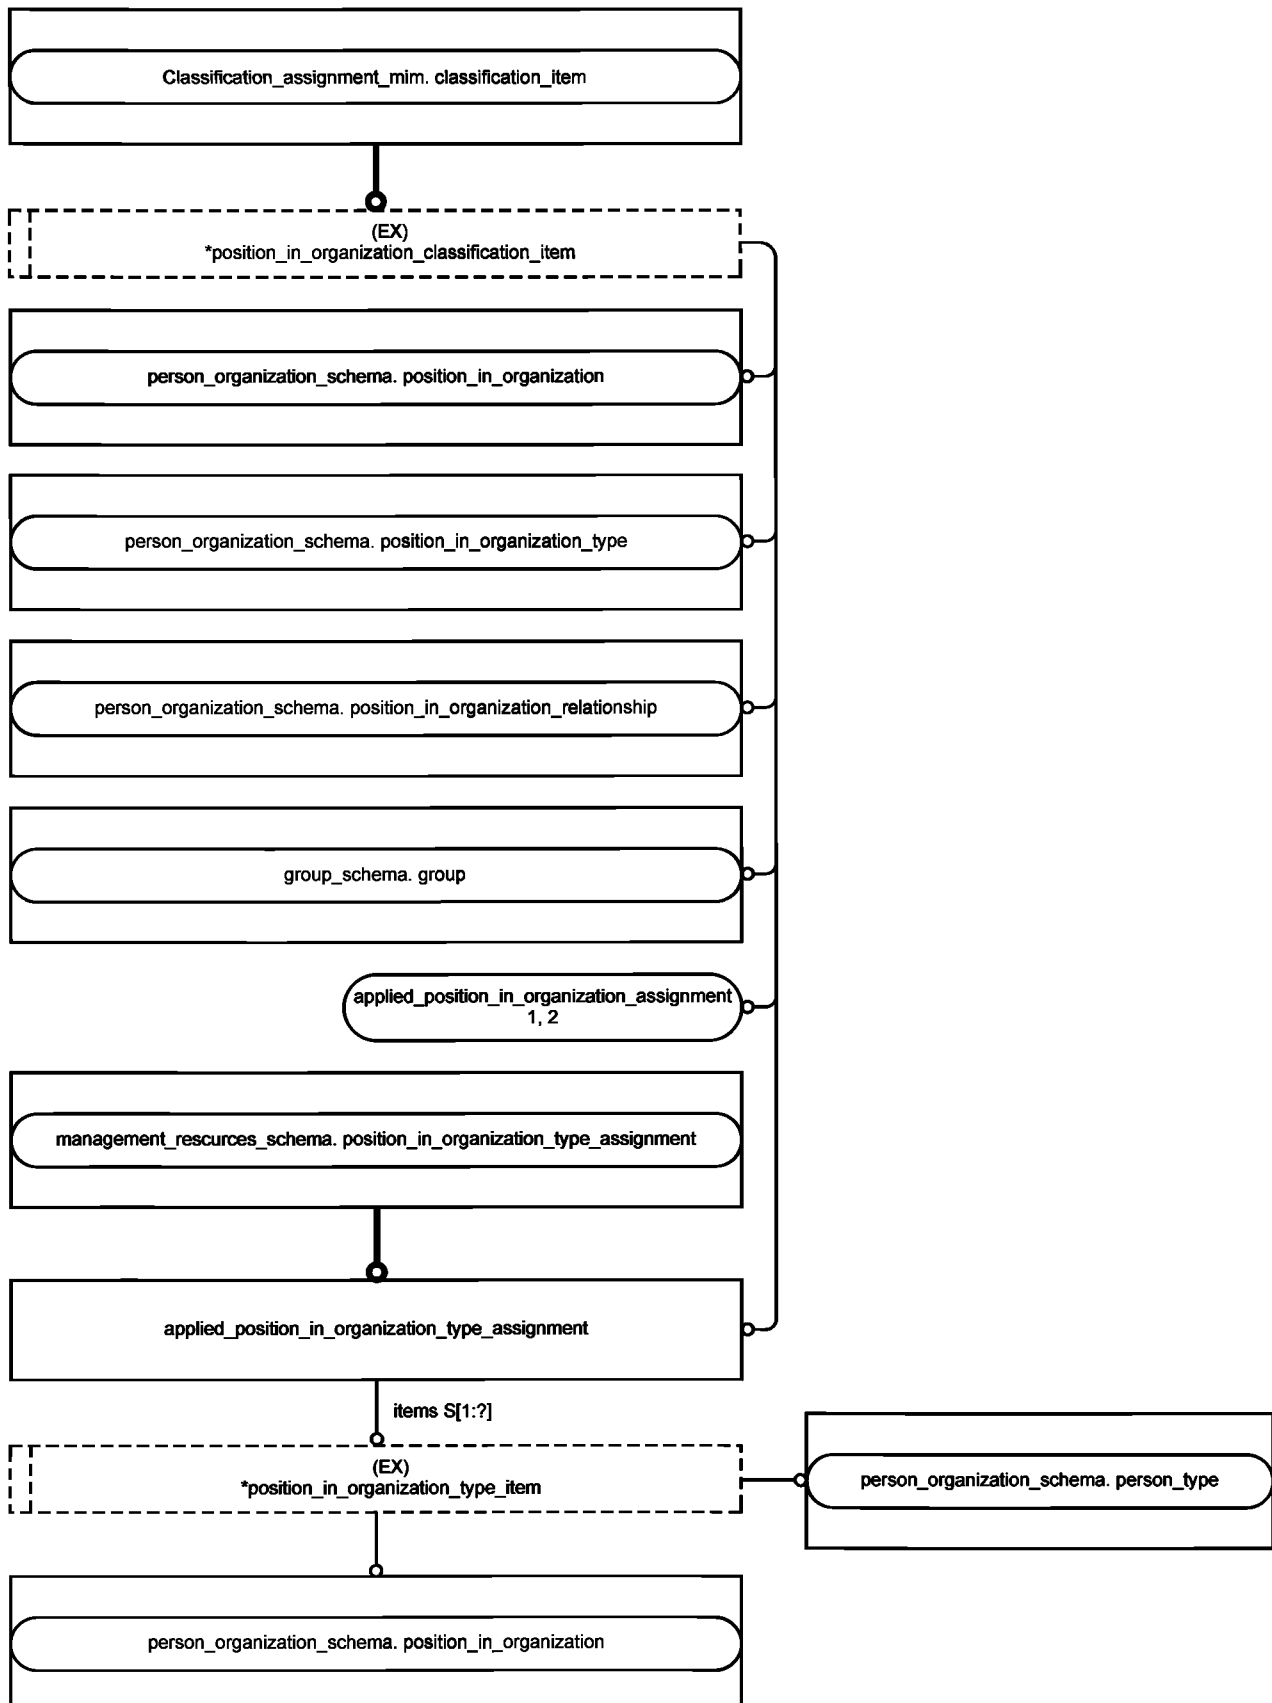 Classification_assignment_mim. classification_item
(EX)
*position_in_organization_classification_item
person_organization_schema. position_in_organization
person_organization_schema. position_in_organization_type
person_organization_schema. position_in_organization_relationship
group_schema. group
applied_position_in_organization_assignment
1, 2
management_rescurces_schema. position_in_organization_type_assignment
applied_position_in_organization_type_assignment
items S[1:?]
(EX)
*position_in_organization_type_item
person_organization_schema. person_type
person_organization_schema. position_in_organization